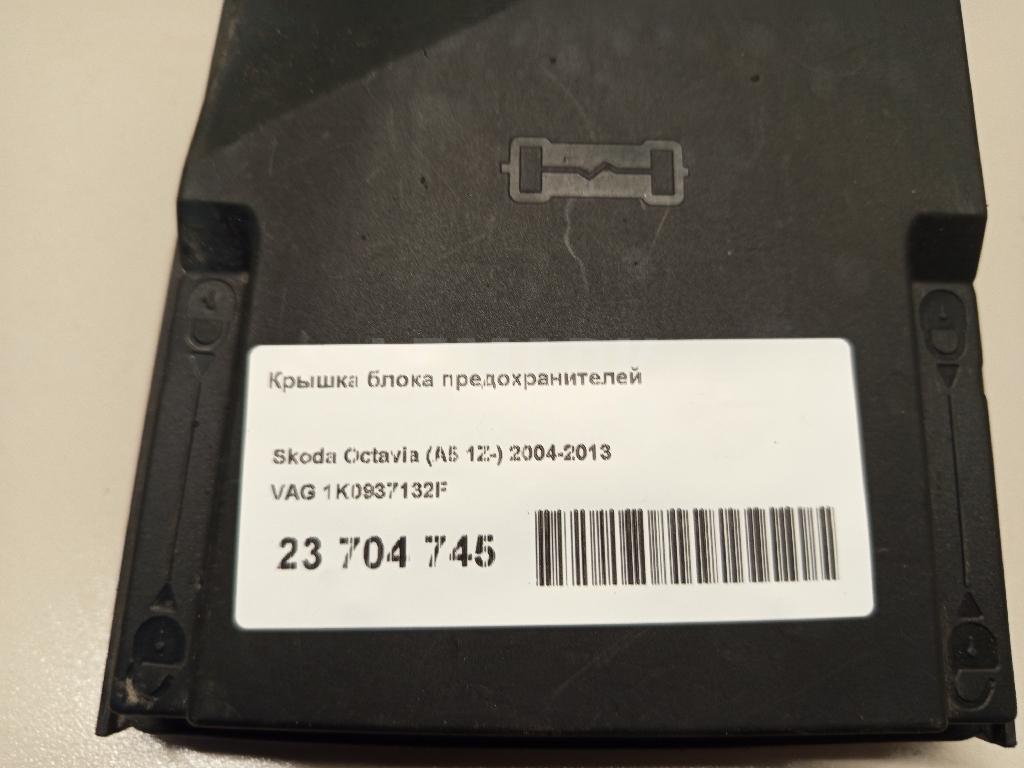 Крышка блока предохранителей
Skoda Octavia (A5 1Z-) 2004-2013
VAG 1K0937132F
23 704 745